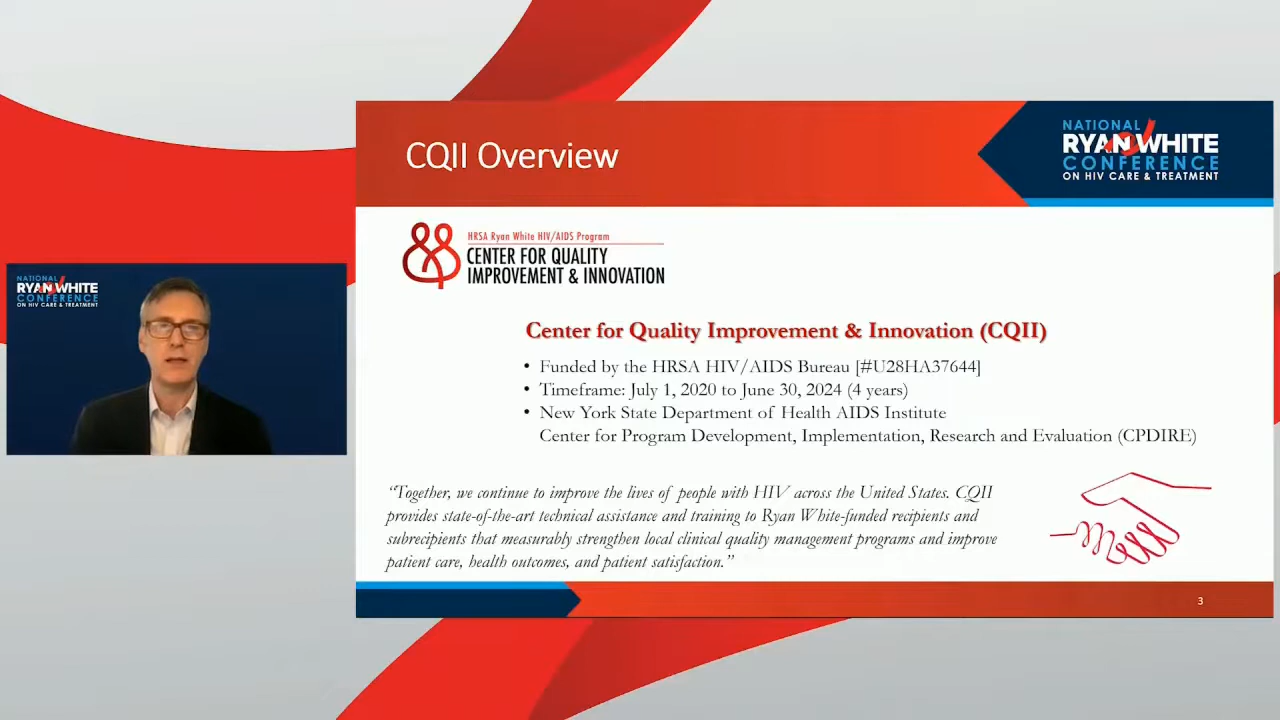 NATIONAL
RYAN WHITE
CONFERENCE
ON HIV CARE & TREATMENT
CQII Overview
NATIONAL
RYAN WHITE
CONFERENCE
ON HIV CARE & TREATMENT
HRSA Ryan White HIV/AIDS Program
CENTER FOR QUALITY
IMPROVEMENT & INNOVATION
Center for Quality Improvement & Innovation (CQII)
• Funded by the HRSA HIV/AIDS Bureau [#U28HA37644]
• Timeframe: July 1, 2020 to June 30, 2024 (4 years)
• New York State Department of Health AIDS Institute
Center for Program Development, Implementation, Research and Evaluation (CPDIRE)
“Together, we continue to improve the lives of people with HIV across the United States. CQII
provides state-of-the-art technical assistance and training to Ryan White-funded recipients and
subrecipients that measurably strengthen local clinical quality management programs and improve
patient care, health outcomes, and patient satisfaction.”
3